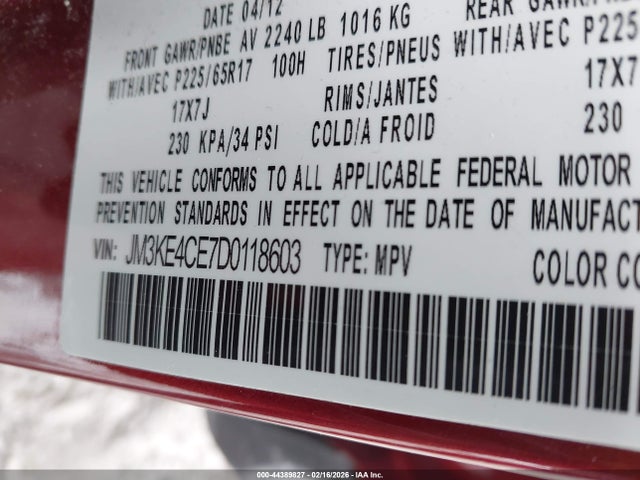 DATE 04/12
FRONT GAWR/PNBE AV 2240 LB 1016 KG REAR
WITH/AVEC P225/65R17 100H TIRES/PNEUS WITH/AVEC P225
17X7J RIMS/JANTES 17X7
230 KPA/34 PSI COLD/A FROID 230
THIS VEHICLE CONFORMS TO ALL APPLICABLE FEDERAL MOTOR
PREVENTION STANDARDS IN EFFECT ON THE DATE OF MANUFACT
VIN: JM3KE4CE7D0118603 TYPE: MPV COLOR CO
000-44389827 - 02/16/2026 - IAA Inc.